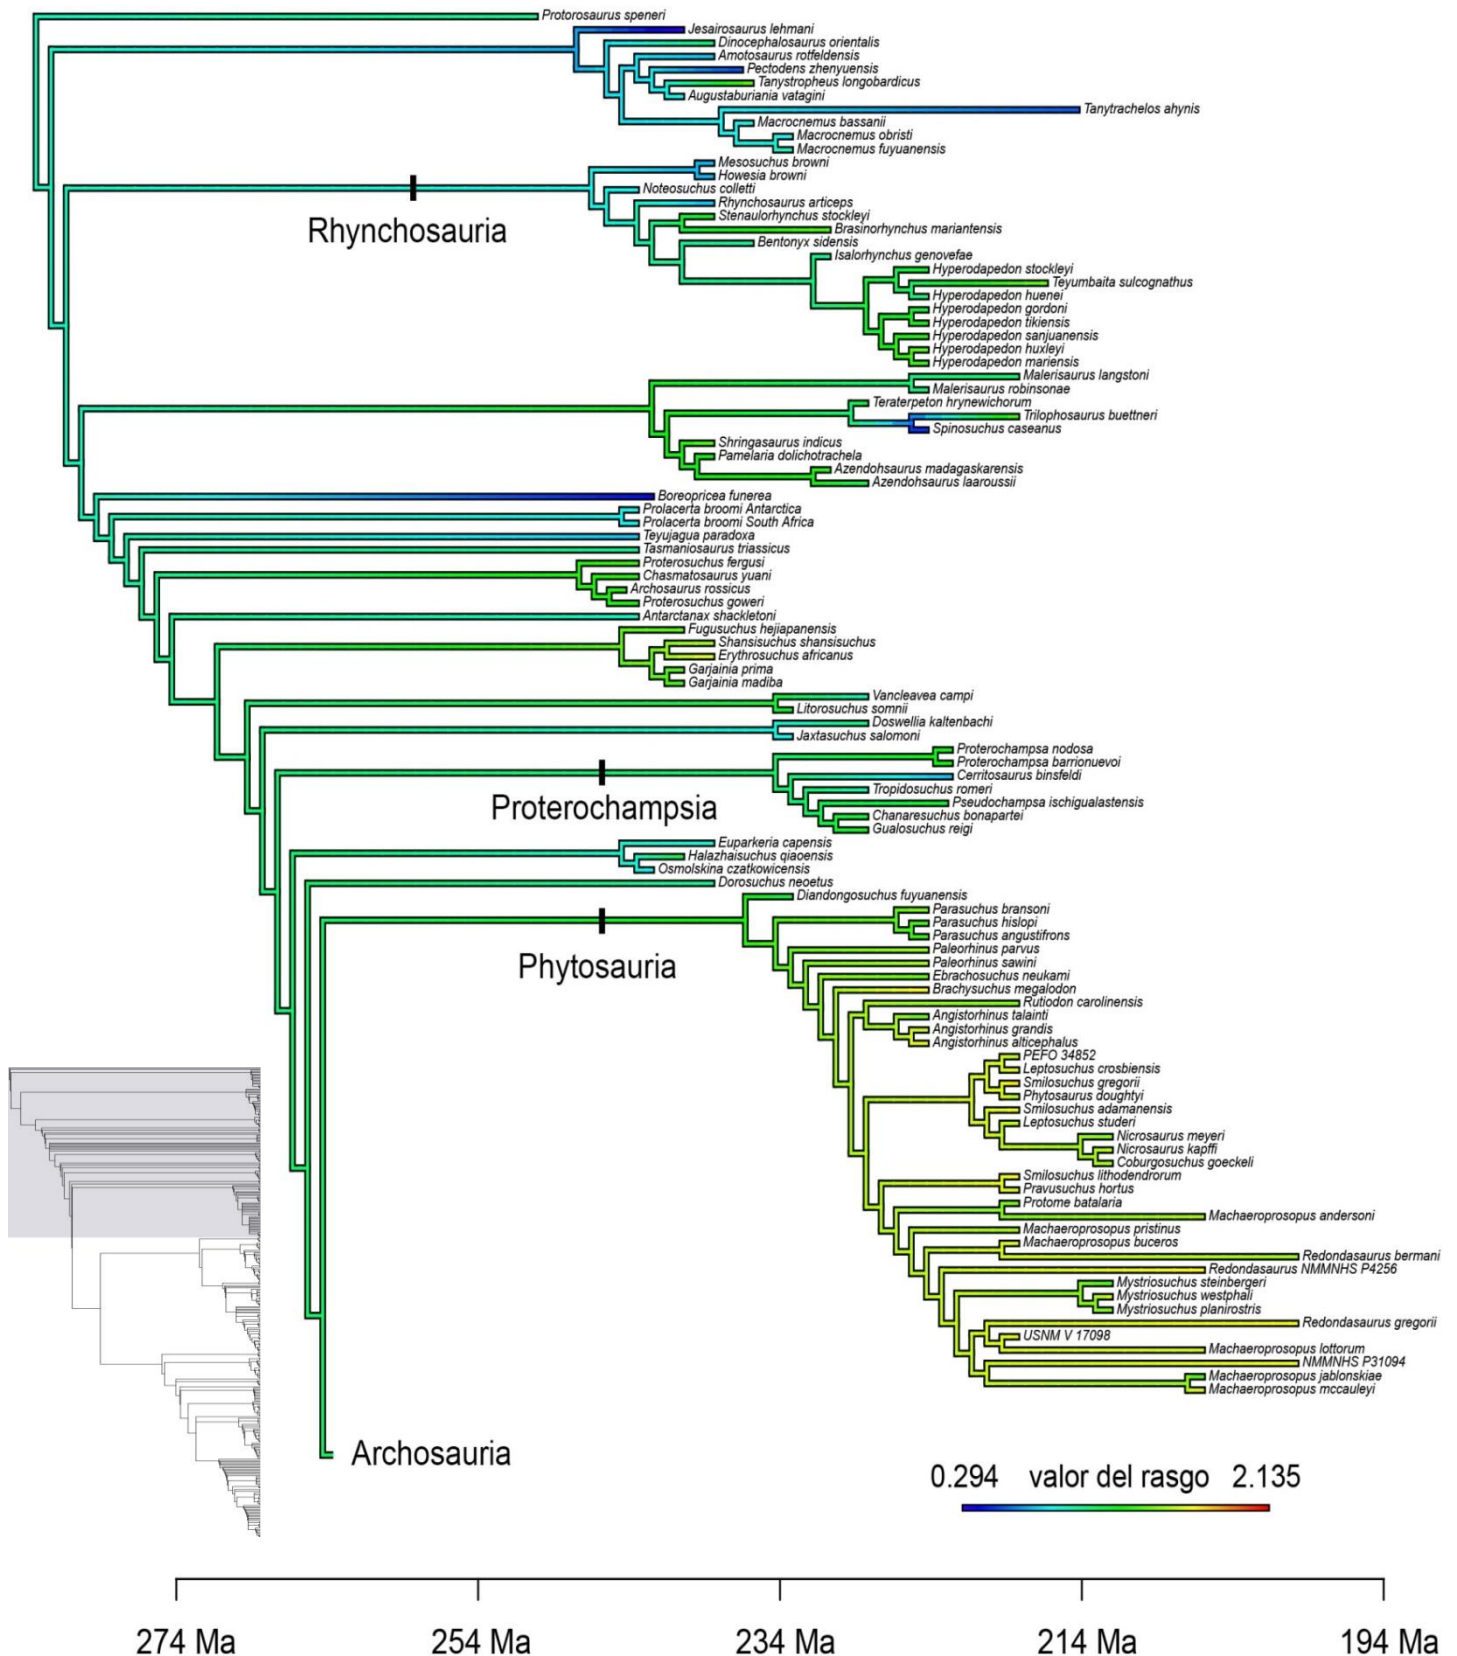 Protorosaurus speneri
Jesairosaurus lehmani
Dinocephalosaurus orientalis
Amotosaurus rotfeldensis
Pectodens zhenyuensis
Tanystropheus longobardicus
Augustaburiania vatagini
Tanytrachelos ahynis
Macrocnemus bassanii
Macrocnemus obristi
Macrocnemus fuyuanensis
Mesosuchus browni
Howesia browni
Noteosuchus colletti
Rhynchosaurus articeps
Stenaulorhynchus stockleyi
Brasinorhynchus mariantensis
Rhynchosauria
Bentonyx sidensis
Isalorhynchus genovefae
Hyperodapedon stockleyi
Teyumbaita sulcognathus
Hyperodapedon huenei
Hyperodapedon gordoni
Hyperodapedon tikiensis
Hyperodapedon sanjuanensis
Hyperodapedon huxleyi
Hyperodapedon mariensis
Malerisaurus langstoni
Malerisaurus robinsonae
Teraterpeton hrynewichorum
Trilophosaurus buettneri
Spinosuchus caseanus
Shringasaurus indicus
Pamelaria dolichotrachela
Azendohsaurus madagaskarensis
Azendohsaurus laaroussii
Boreopricea funerea
Prolacerta broomi Antarctica
Prolacerta broomi South Africa
Teyujagua paradoxa
Tasmaniosaurus triassicus
Proterosuchus fergusi
Chasmatosaurus yuani
Archosaurus rossicus
Proterosuchus goweri
Antarctanax shackletoni
Fugusuchus hejiapanensis
Shansisuchus shansisuchus
Erythrosuchus africanus
Garjainia prima
Garjainia madiba
Vancleavea campi
Litorosuchus somnii
Doswellia kaltenbachi
Jaxtasuchus salomoni
Proterochampsa nodosa
Proterochampsa barrionuevoi
Cerritosaurus binsfeldi
Tropidosuchus romeri
Pseudochampsa ischigualastensis
Proterochampsia
Chanaresuchus bonapartei
Gualosuchus reigi
Euparkeria capensis
Halazhaisuchus qiaoensis
Osmolskina czatkowicensis
Dorosuchus neoetus
Diandongosuchus fuyuanensis
Parasuchus bransoni
Parasuchus hislopi
Parasuchus angustifrons
Paleorhinus parvus
Paleorhinus sawini
Phytosauria
Ebrachosuchus neukami
Brachysuchus megalodon
Rutiodon carolinensis
Angistorhinus talainti
Angistorhinus grandis
Angistorhinus alticephalus
PEFO 34852
Leptosuchus crosbiensis
Smilosuchus gregorii
Phytosaurus doughtyi
Smilosuchus adamanensis
Leptosuchus studeri
Nicrosaurus meyeri
Nicrosaurus kapffi
Coburgosuchus goeckeli
Smilosuchus lithodendrorum
Pravusuchus hortus
Protome batalaria
Machaeroprosopus andersoni
Machaeroprosopus pristinus
Machaeroprosopus buceros
Redondasaurus bermani
Redondasaurus NMMNHS P4256
Mystriosuchus steinbergeri
Mystriosuchus westphali
Mystriosuchus planirostris
Redondasaurus gregorii
USNM V 17098
Machaeroprosopus lottorum
NMMNHS P31094
Machaeroprosopus jablonskiae
Machaeroprosopus mccauleyi
Archosauria
0.294 valor del rasgo 2.135
274 Ma 254 Ma 234 Ma 214 Ma 194 Ma